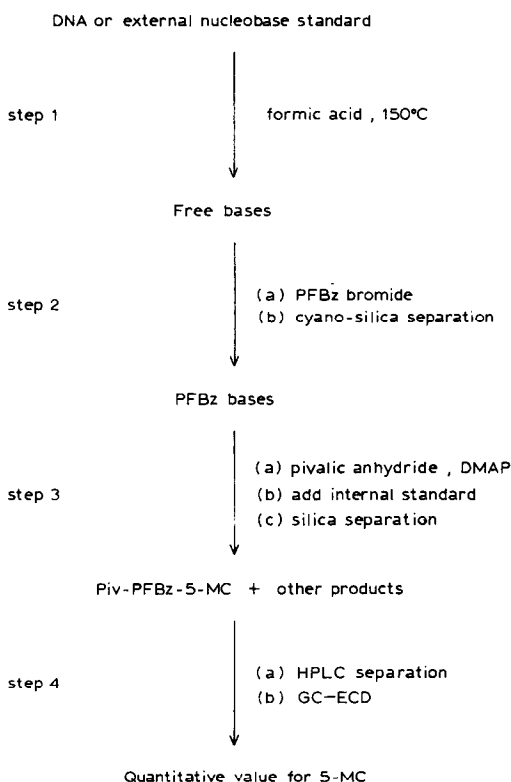 DNA or external nucleobase standard
step 1
formic acid , 150°C
Free bases
step 2
(a) PFBz bromide
(b) cyano-silica separation
PFBz bases
step 3
(a) pivalic anhydride , DMAP
(b) add internal standard
(c) silica separation
Piv-PFBz-5-MC + other products
step 4
(a) HPLC separation
(b) GC-ECD
Quantitative value for 5-MC